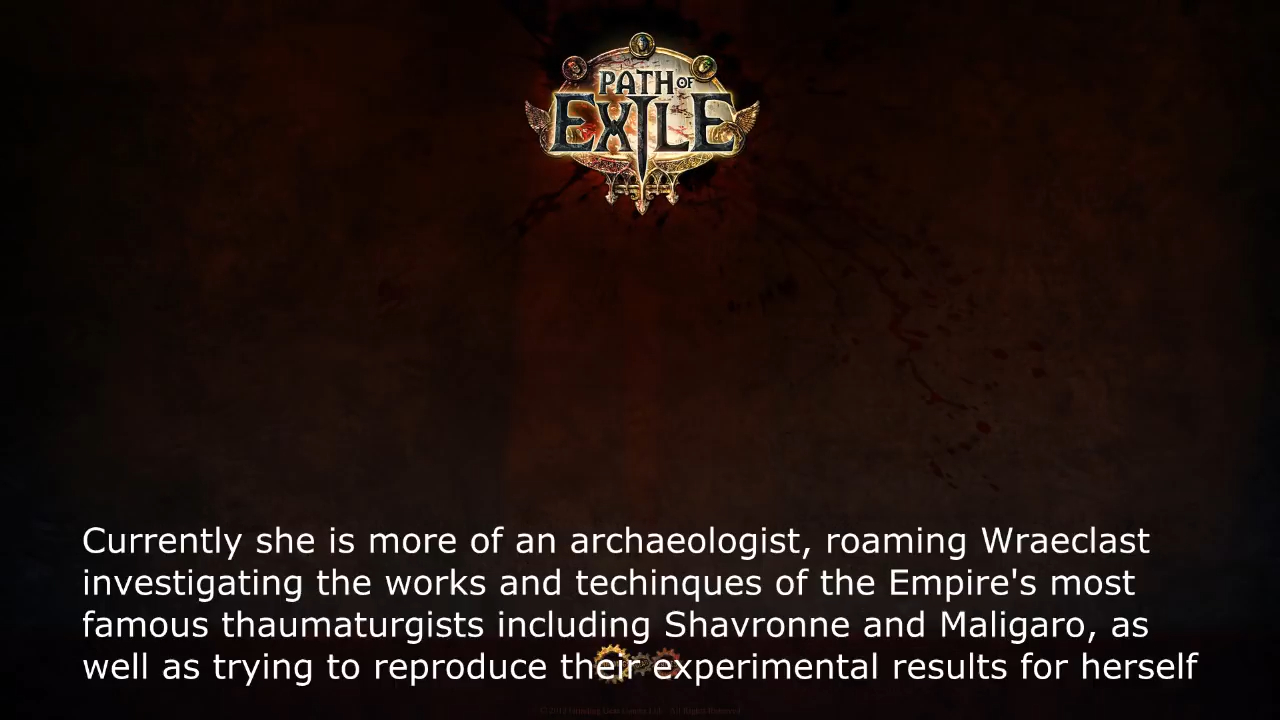 PATH OF
EXILE
Currently she is more of an archaeologist, roaming Wraeclast
investigating the works and techinques of the Empire's most
famous thaumaturgists including Shavronne and Maligaro, as
well as trying to reproduce their experimental results for herself